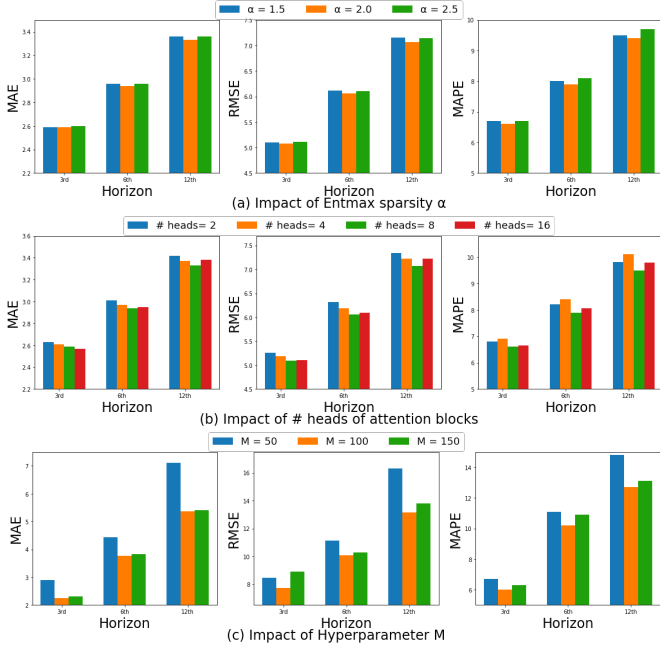 α = 1.5 α = 2.0 α = 2.5
MAE
3.4
3.2
3.0
2.8
2.6
2.4
2.2
3rd 6th 12th
Horizon
RMSE
7.5
7.0
6.5
6.0
5.5
5.0
4.5
3rd 6th 12th
Horizon
MAPE
10
9
8
7
6
5
3rd 6th 12th
Horizon
(a) Impact of Entmax sparsity α
# heads= 2 # heads= 4 # heads= 8 # heads= 16
MAE
3.6
3.4
3.2
3.0
2.8
2.6
2.4
2.2
3rd 6th 12th
Horizon
RMSE
7.5
7.0
6.5
6.0
5.5
5.0
4.5
3rd 6th 12th
Horizon
MAPE
10
9
8
7
6
5
3rd 6th 12th
Horizon
(b) Impact of # heads of attention blocks
M = 50 M = 100 M = 150
MAE
7
6
5
4
3
2
3rd 6th 12th
Horizon
RMSE
16
14
12
10
8
3rd 6th 12th
Horizon
MAPE
14
12
10
8
6
3rd 6th 12th
Horizon
(c) Impact of Hyperparameter M